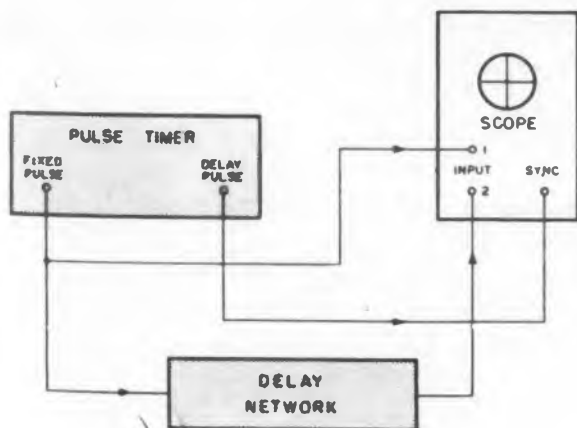 PULSE TIMER
FIXED PULSE
DELAY PULSE
SCOPE
1
INPUT
2
SYNC
DELAY
NETWORK